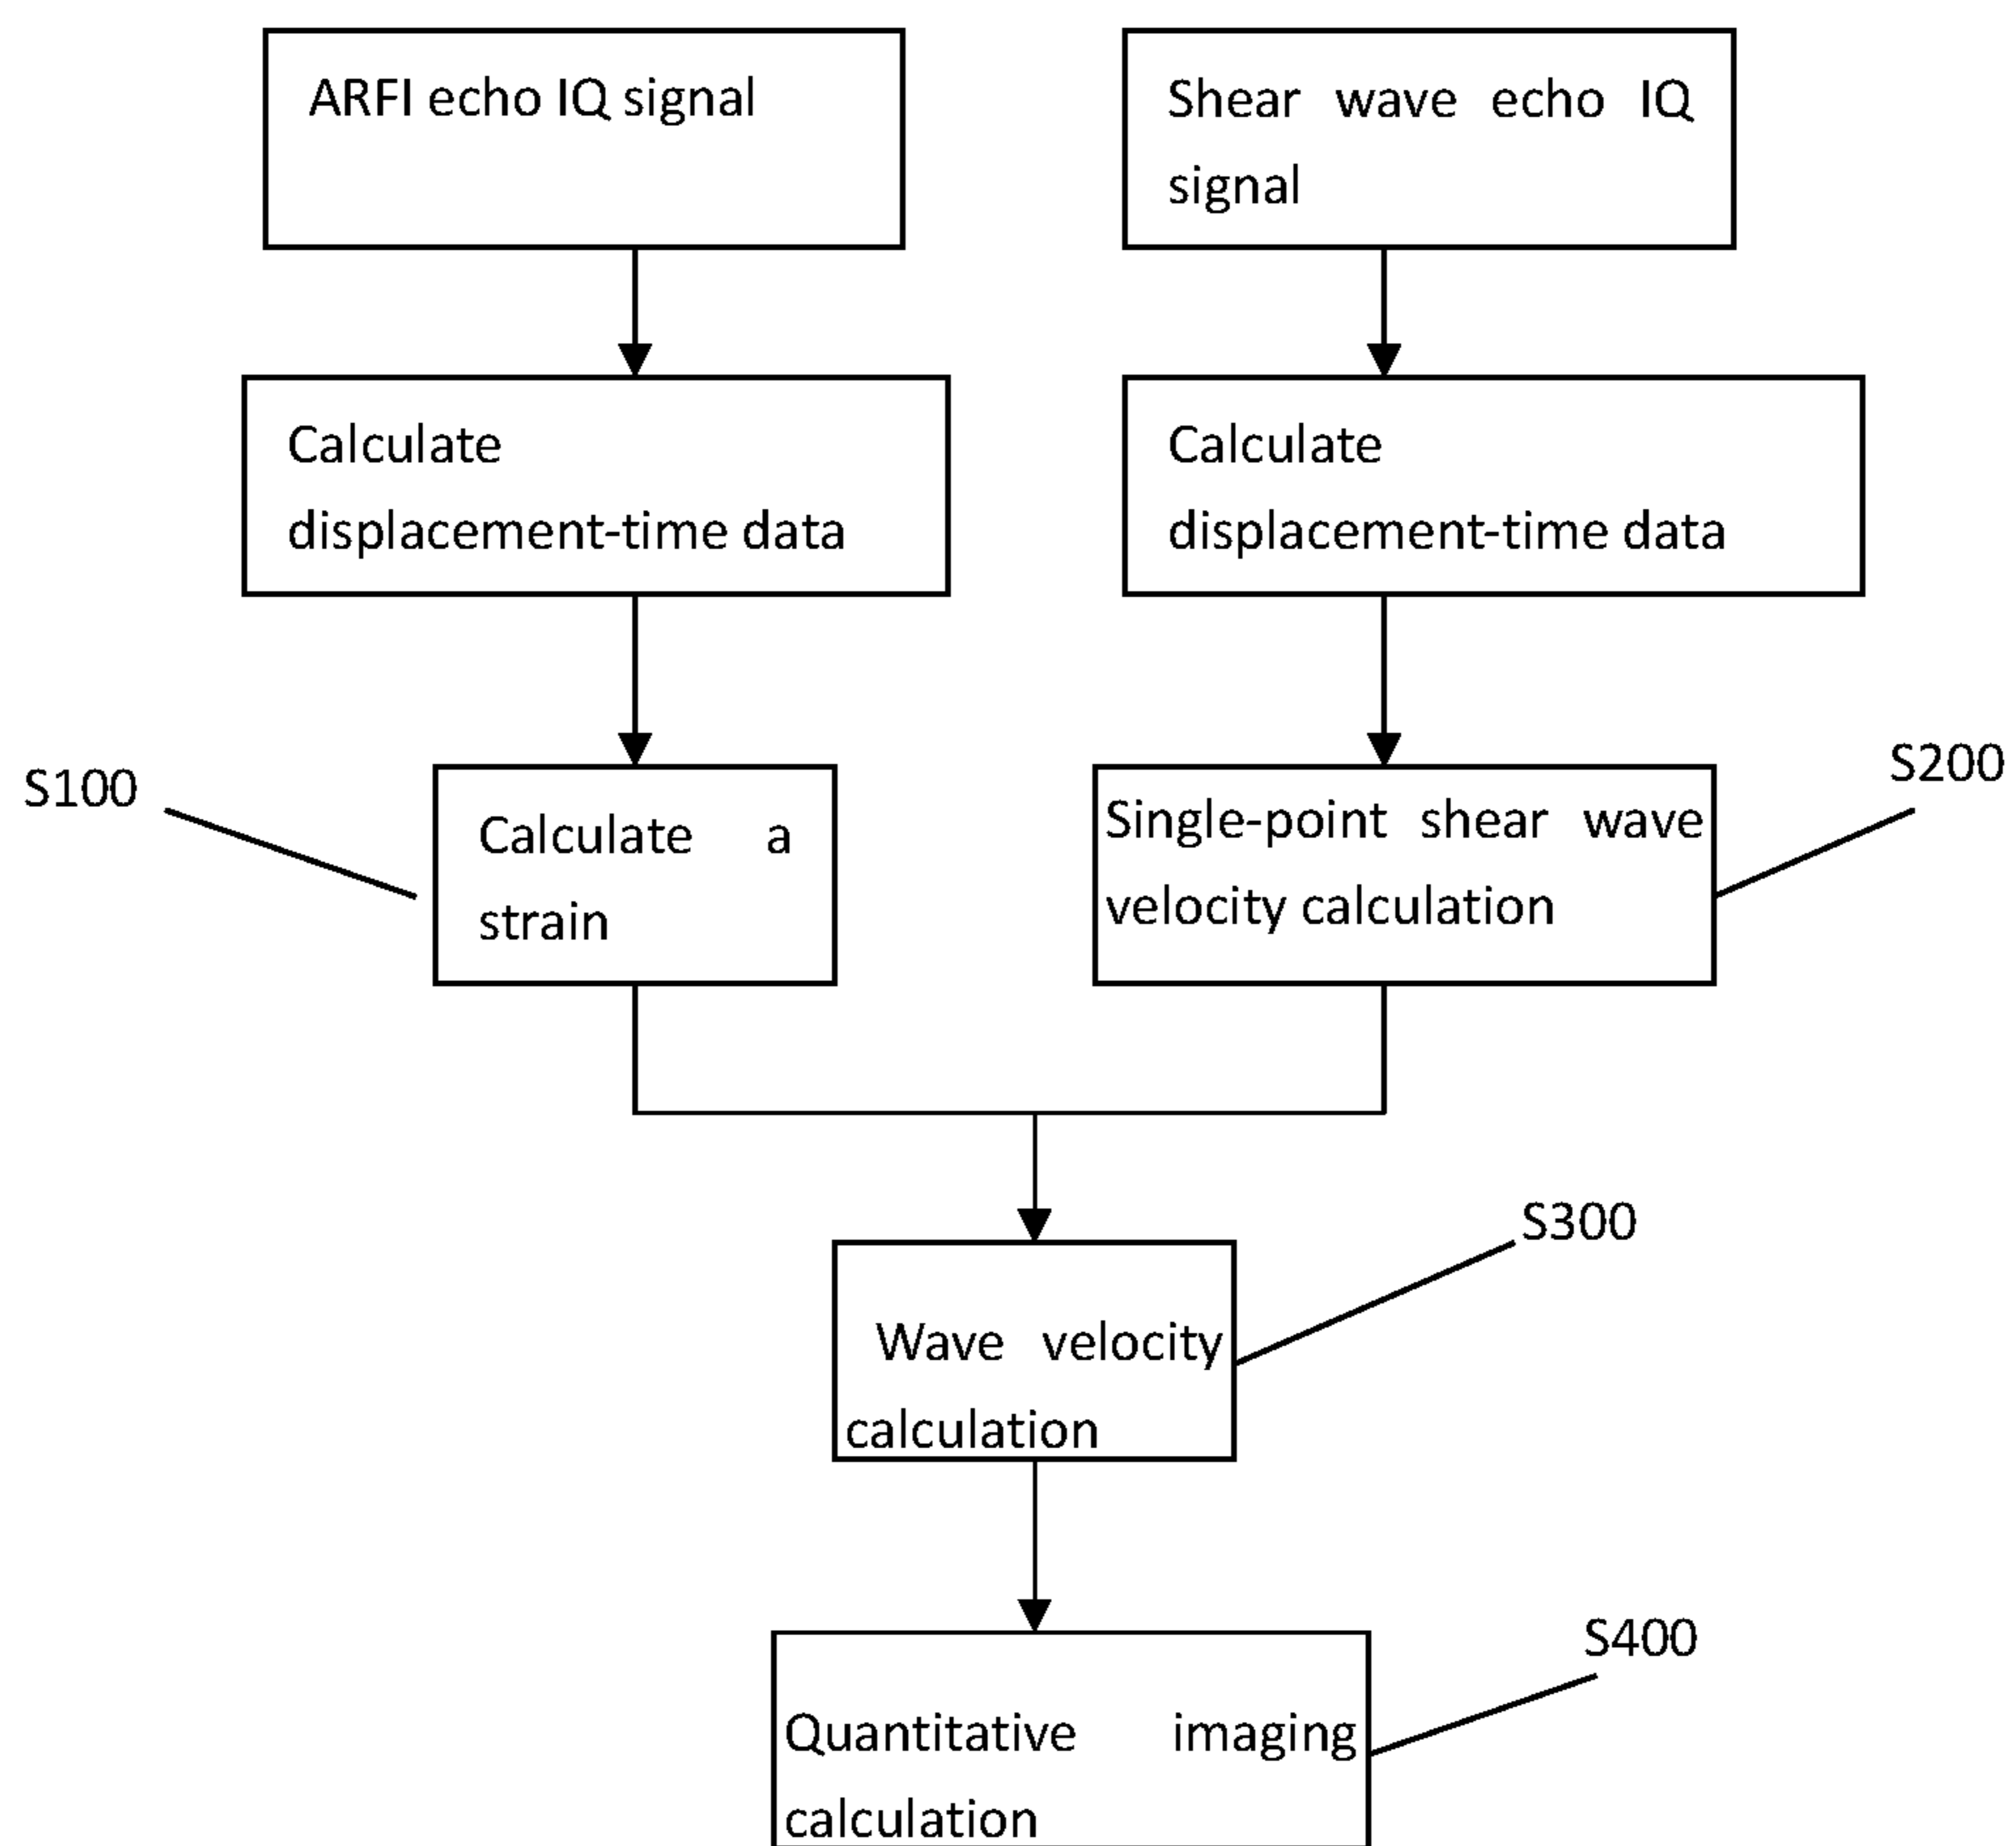 ARFI echo IQ signal
Shear wave echo IQ
signal
Calculate
displacement-time data
Calculate
displacement-time data
S100
Calculate a
strain
Single-point shear wave
velocity calculation
S200
Wave velocity
calculation
S300
Quantitative imaging
calculation
S400